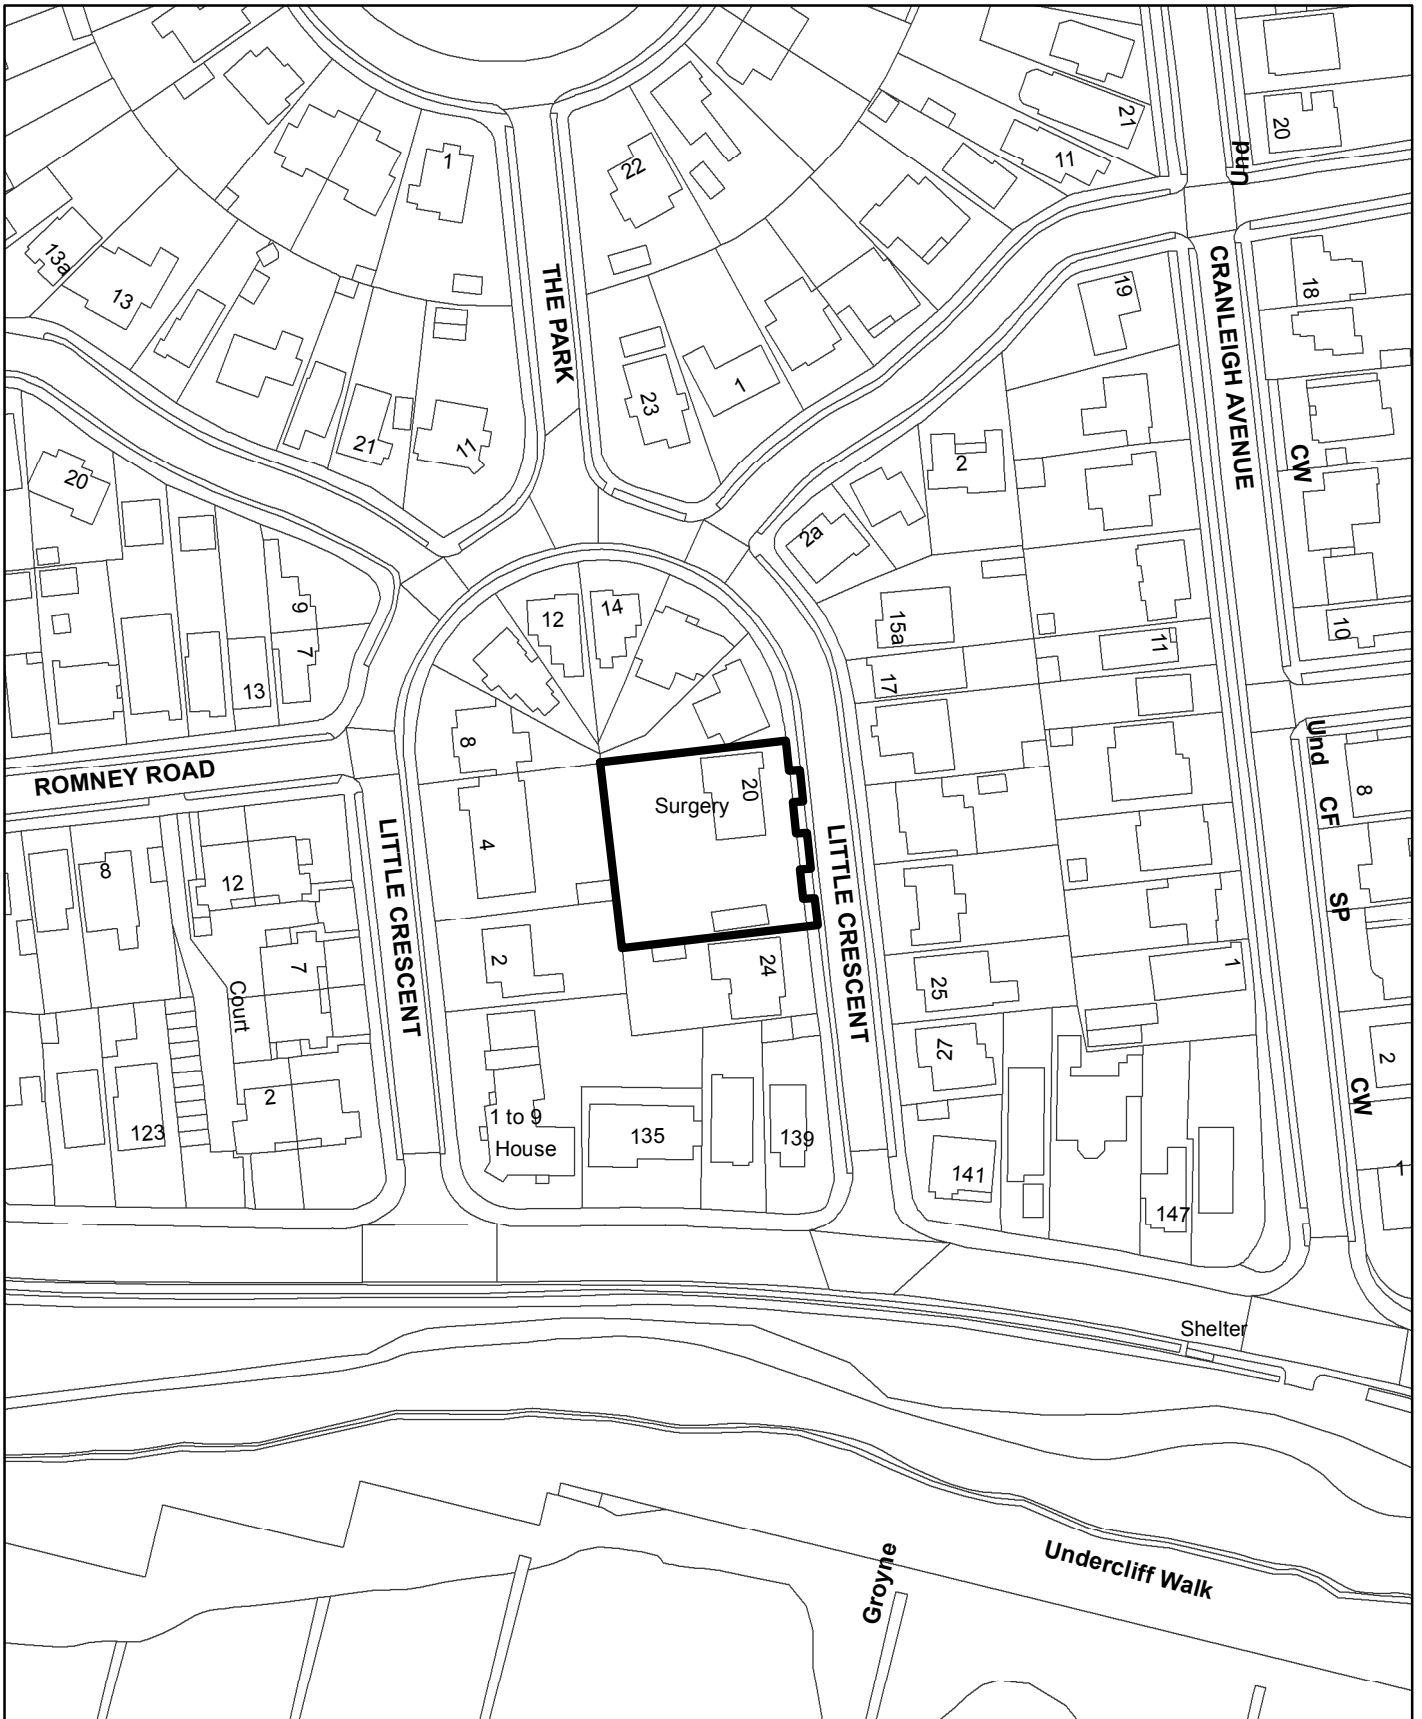 21
20
Und
11
1
22
13a
13
THE PARK
CRANLEIGH AVENUE
19
18
23
1
21
11
20
2
CW
2a
9
7
12
14
15a
11
10
13
17
8
ROMNEY ROAD
Und
8
CF
Surgery
20
4
LITTLE CRESCENT
LITTLE CRESCENT
8
12
SP
7
Court
2
24
25
1
27
2
2
CW
123
1 to 9
House
135
139
141
147
1
Shelter
Undercliff Walk
Groyne